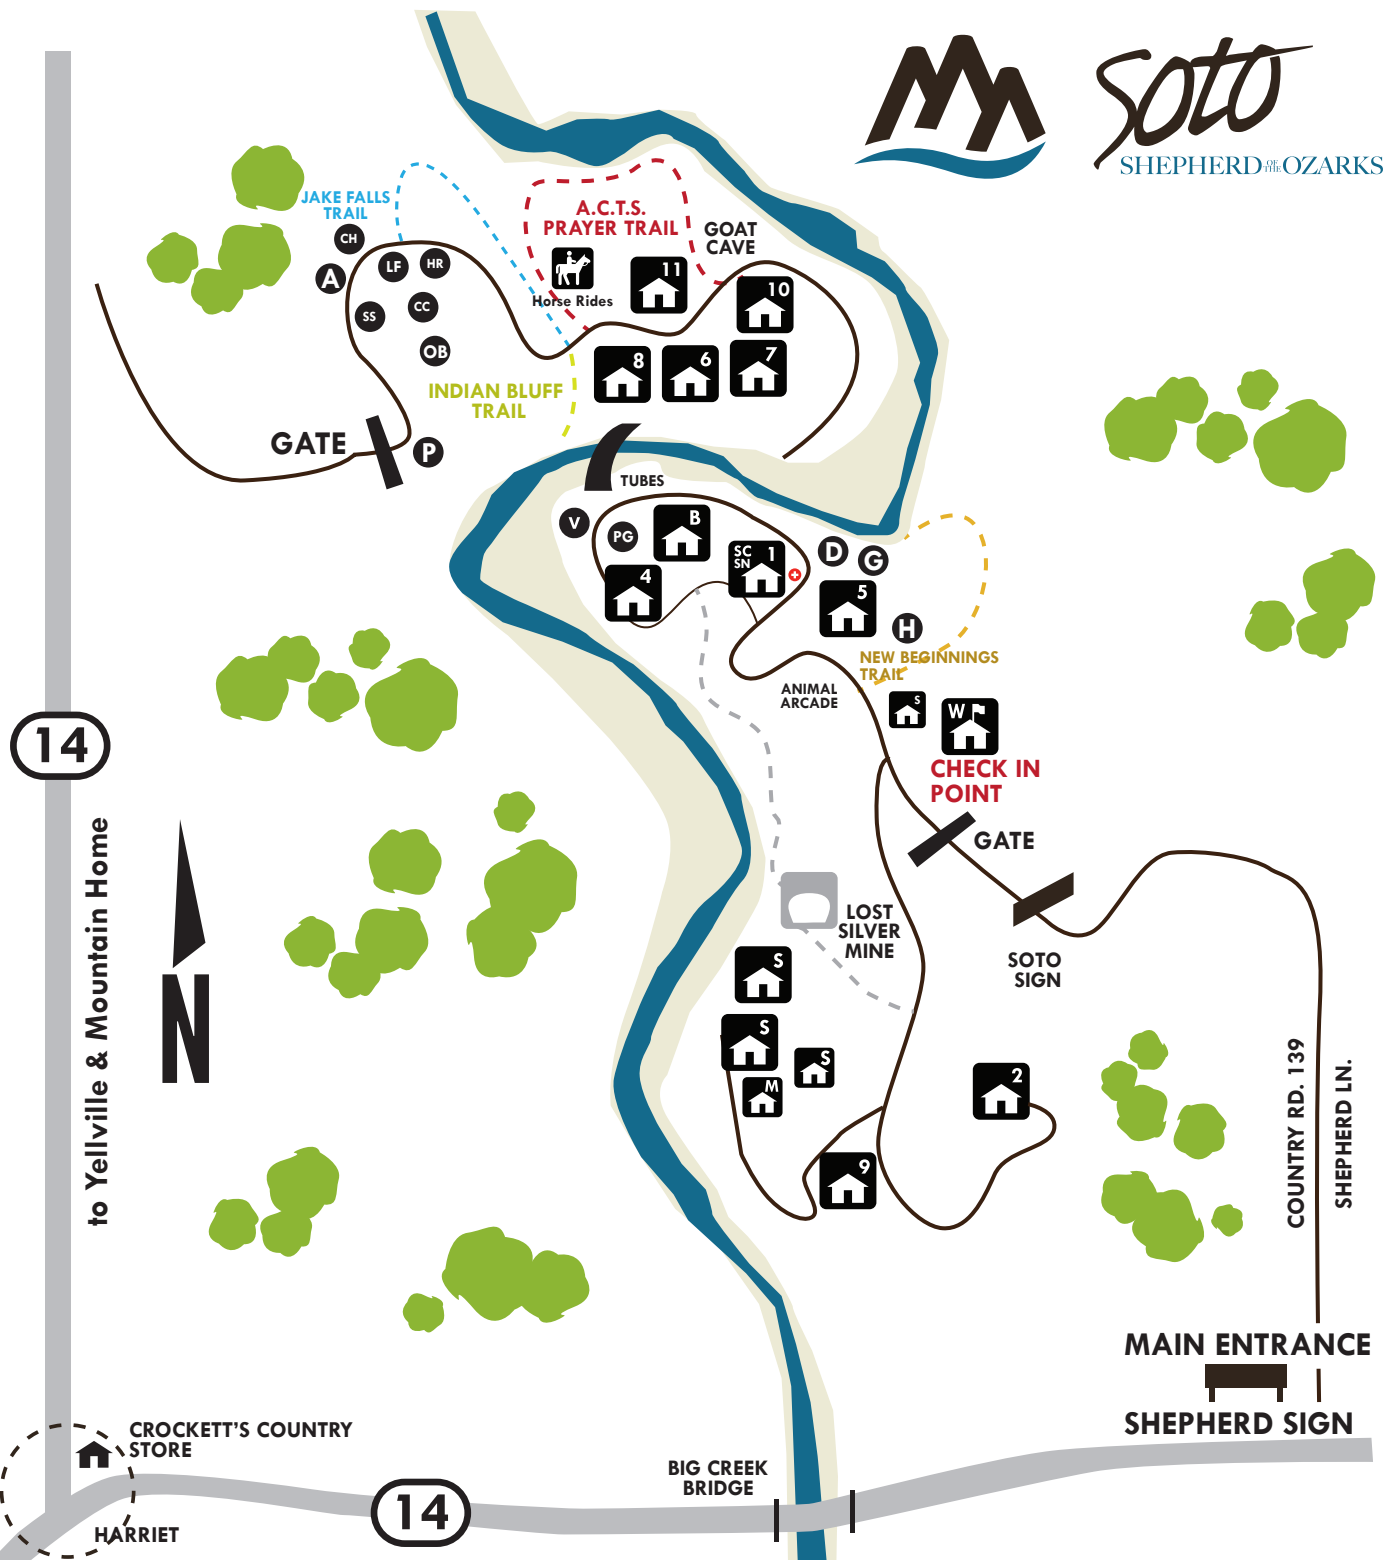 soto
SHEPHERD OF THE OZARKS
JAKE FALLS
TRAIL
CH
A
LF
HR
SS
CC
OB
A.C.T.S.
PRAYER TRAIL
GOAT
CAVE
Horse Rides
11
10
8
6
7
INDIAN BLUFF
TRAIL
GATE
P
TUBES
V
PG
B
SC
SN
1
4
D
G
5
H
NEW BEGINNINGS
TRAIL
ANIMAL
ARCADE
S
W
CHECK IN
POINT
GATE
14
to Yellville & Mountain Home
N
LOST
SILVER
MINE
SOTO
SIGN
S
S
S
M
2
9
COUNTRY RD. 139
SHEPHERD LN.
MAIN ENTRANCE
SHEPHERD SIGN
CROCKETT'S COUNTRY
STORE
HARRIET
14
BIG CREEK
BRIDGE